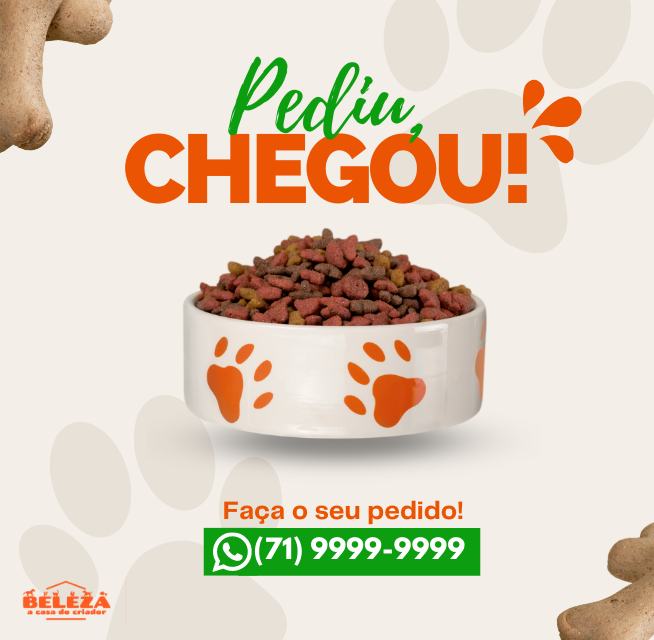 Pediu,
CHEGOU!
Faça o seu pedido!
(71) 9999-9999
BELEZA
a casa do criador